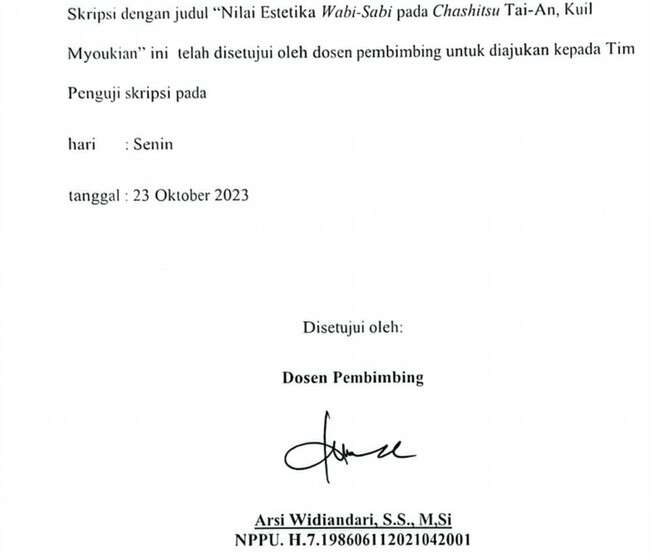 Skripsi dengan judul “Nilai Estetika Wabi-Sabi pada Chashitsu Tai-An, Kuil
Myoukian” ini telah disetujui oleh dosen pembimbing untuk diajukan kepada Tim
Penguji skripsi pada
hari : Senin
tanggal : 23 Oktober 2023
Disetujui oleh:
Dosen Pembimbing
Arsi Widiandari, S.S., M,Si
NPPU. H.7.198606112021042001